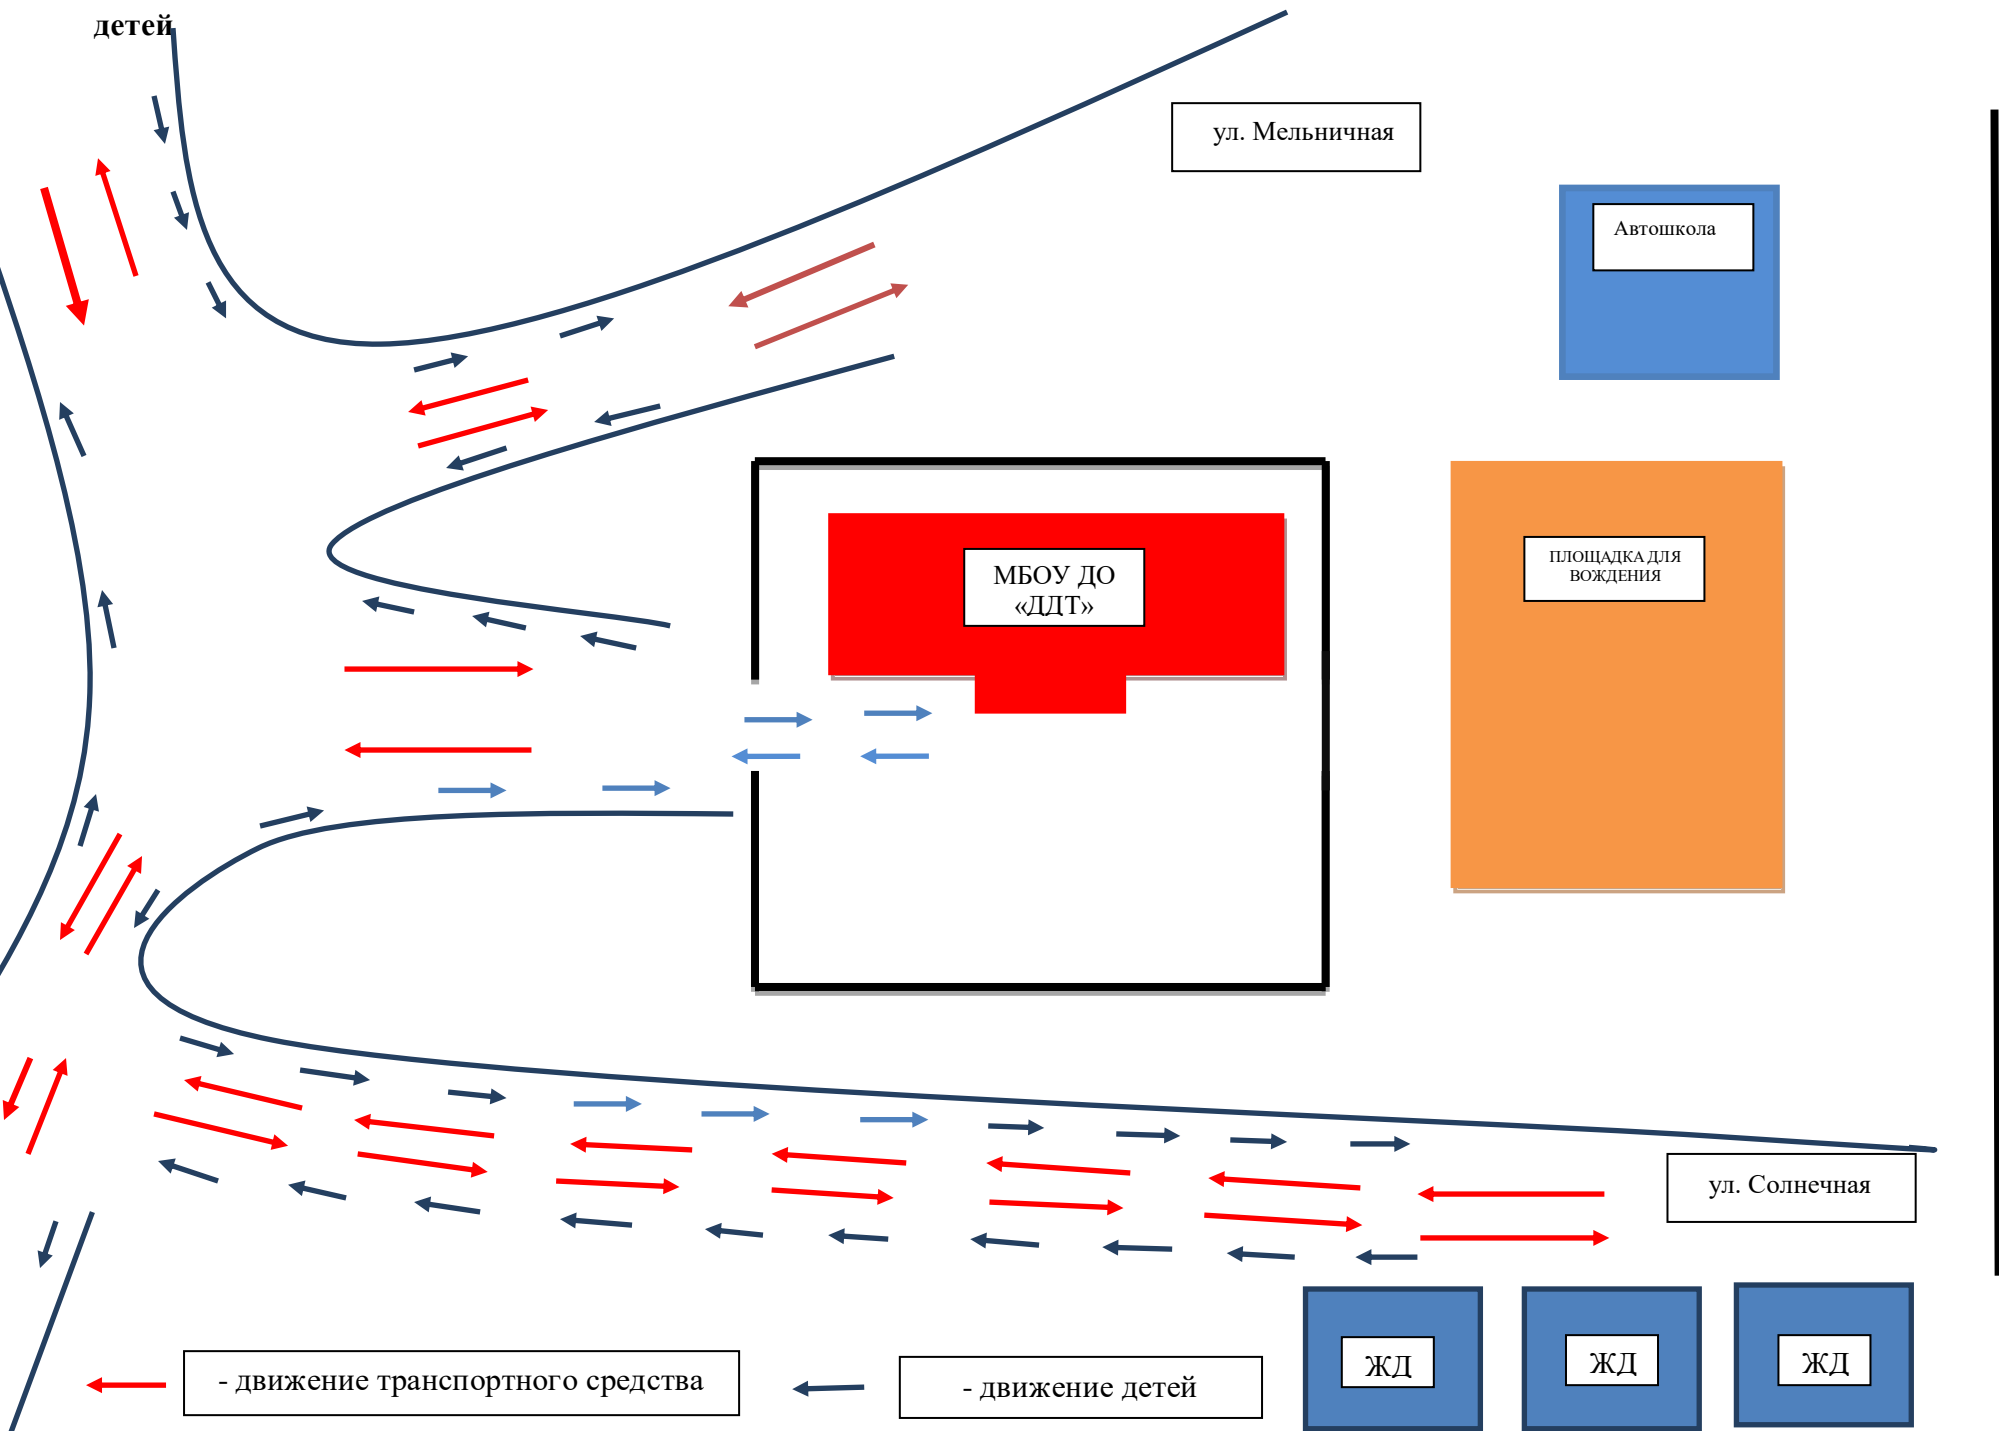 детей
ул. Мельничная
Автошкола
МБОУ ДО
«ДДТ»
ПЛОЩАДКА ДЛЯ
ВОЖДЕНИЯ
ул. Солнечная
- движение транспортного средства
- движение детей
ЖД
ЖД
ЖД